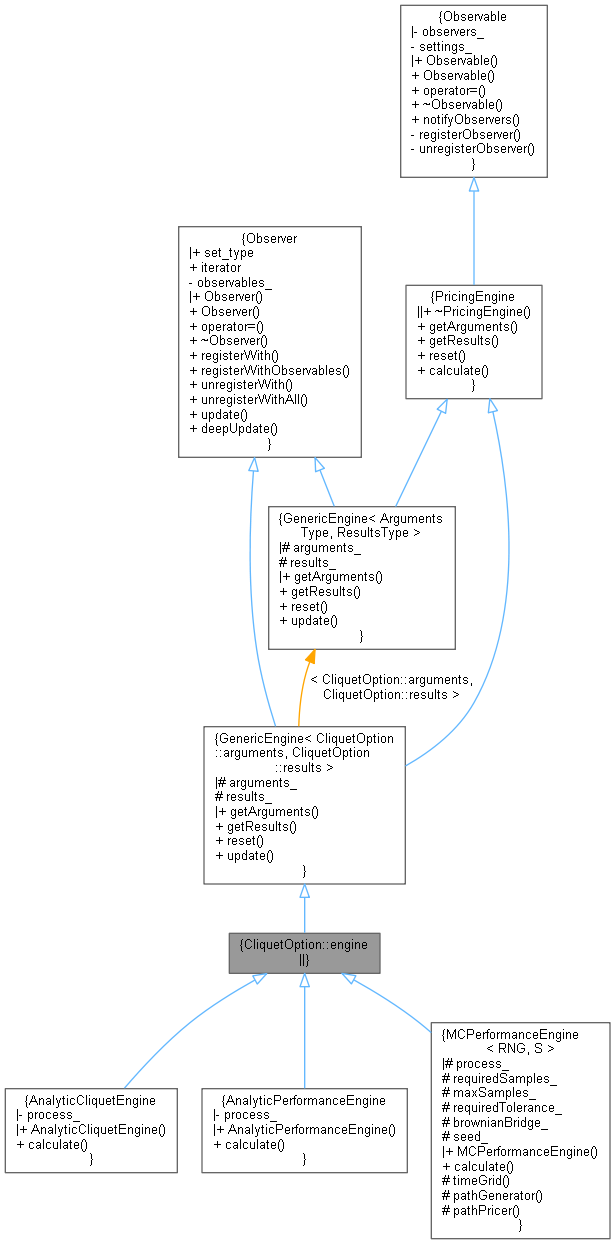 {Observable
|- observers_
- settings_
|+ Observable()
+ Observable()
+ operator=()
+ ~Observable()
+ notifyObservers()
- registerObserver()
- unregisterObserver()
}
{Observer
|+ set_type
+ iterator
- observables_
|+ Observer()
+ Observer()
+ operator=()
+ ~Observer()
+ registerWith()
+ registerWithObservables()
+ unregisterWith()
+ unregisterWithAll()
+ update()
+ deepUpdate()
}
{PricingEngine
||+ ~PricingEngine()
+ getArguments()
+ getResults()
+ reset()
+ calculate()
}
{GenericEngine< Arguments
Type, ResultsType >
|# arguments_
# results_
|+ getArguments()
+ getResults()
+ reset()
+ update()
}
< CliquetOption::arguments,
CliquetOption::results >
{GenericEngine< CliquetOption
::arguments, CliquetOption
::results >
|# arguments_
# results_
|+ getArguments()
+ getResults()
+ reset()
+ update()
}
{CliquetOption::engine
||}
{AnalyticCliquetEngine
|- process_
|+ AnalyticCliquetEngine()
+ calculate()
}
{AnalyticPerformanceEngine
|- process_
|+ AnalyticPerformanceEngine()
+ calculate()
}
{MCPerformanceEngine
< RNG, S >
|# process_
# requiredSamples_
# maxSamples_
# requiredTolerance_
# brownianBridge_
# seed_
|+ MCPerformanceEngine()
+ calculate()
# timeGrid()
# pathGenerator()
# pathPricer()
}